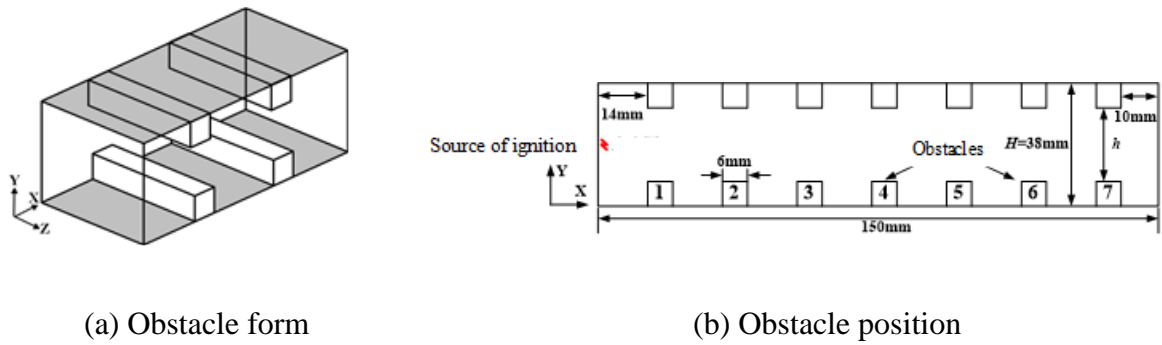 Y
X
Z
14mm
10mm
Source of ignition
H=38mm
h
Obstacles
6mm
Y
X
1 2 3 4 5 6 7
150mm
(a) Obstacle form
(b) Obstacle position